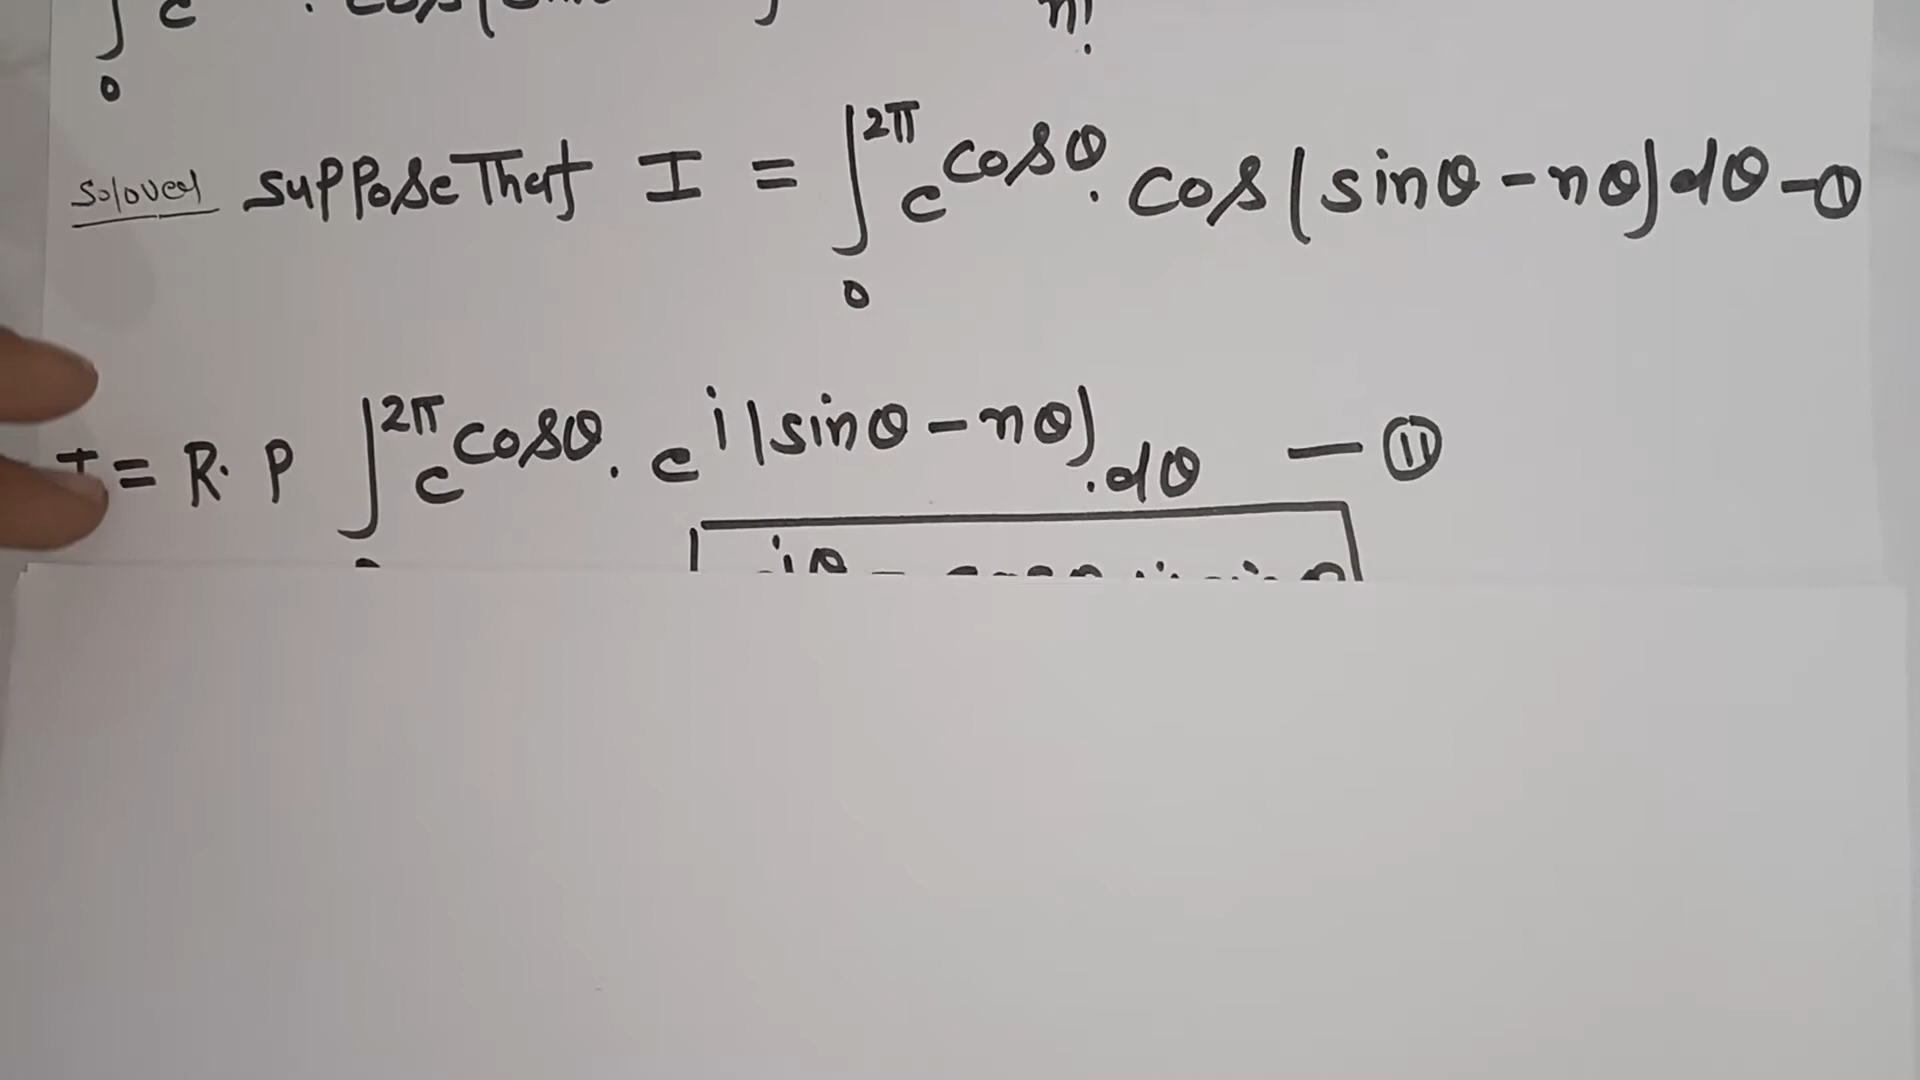 n!
0
Soloved suppose That I = ∫₀^2π e^cosθ . cos(sinθ - nθ)dθ - ①
I = R. P ∫^2π e^cosθ . e^i(sinθ - nθ) .dθ — ⑪